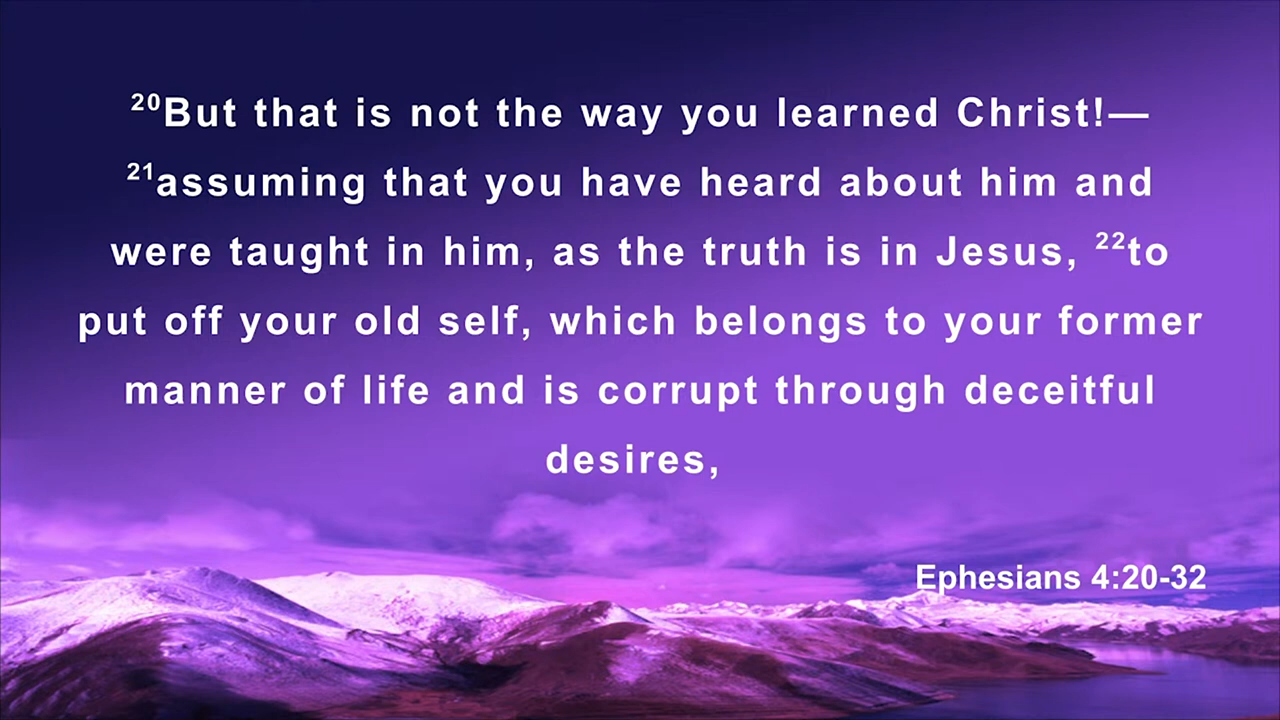 ²⁰But that is not the way you learned Christ!—
²¹assuming that you have heard about him and
were taught in him, as the truth is in Jesus, ²²to
put off your old self, which belongs to your former
manner of life and is corrupt through deceitful
desires,
Ephesians 4:20-32